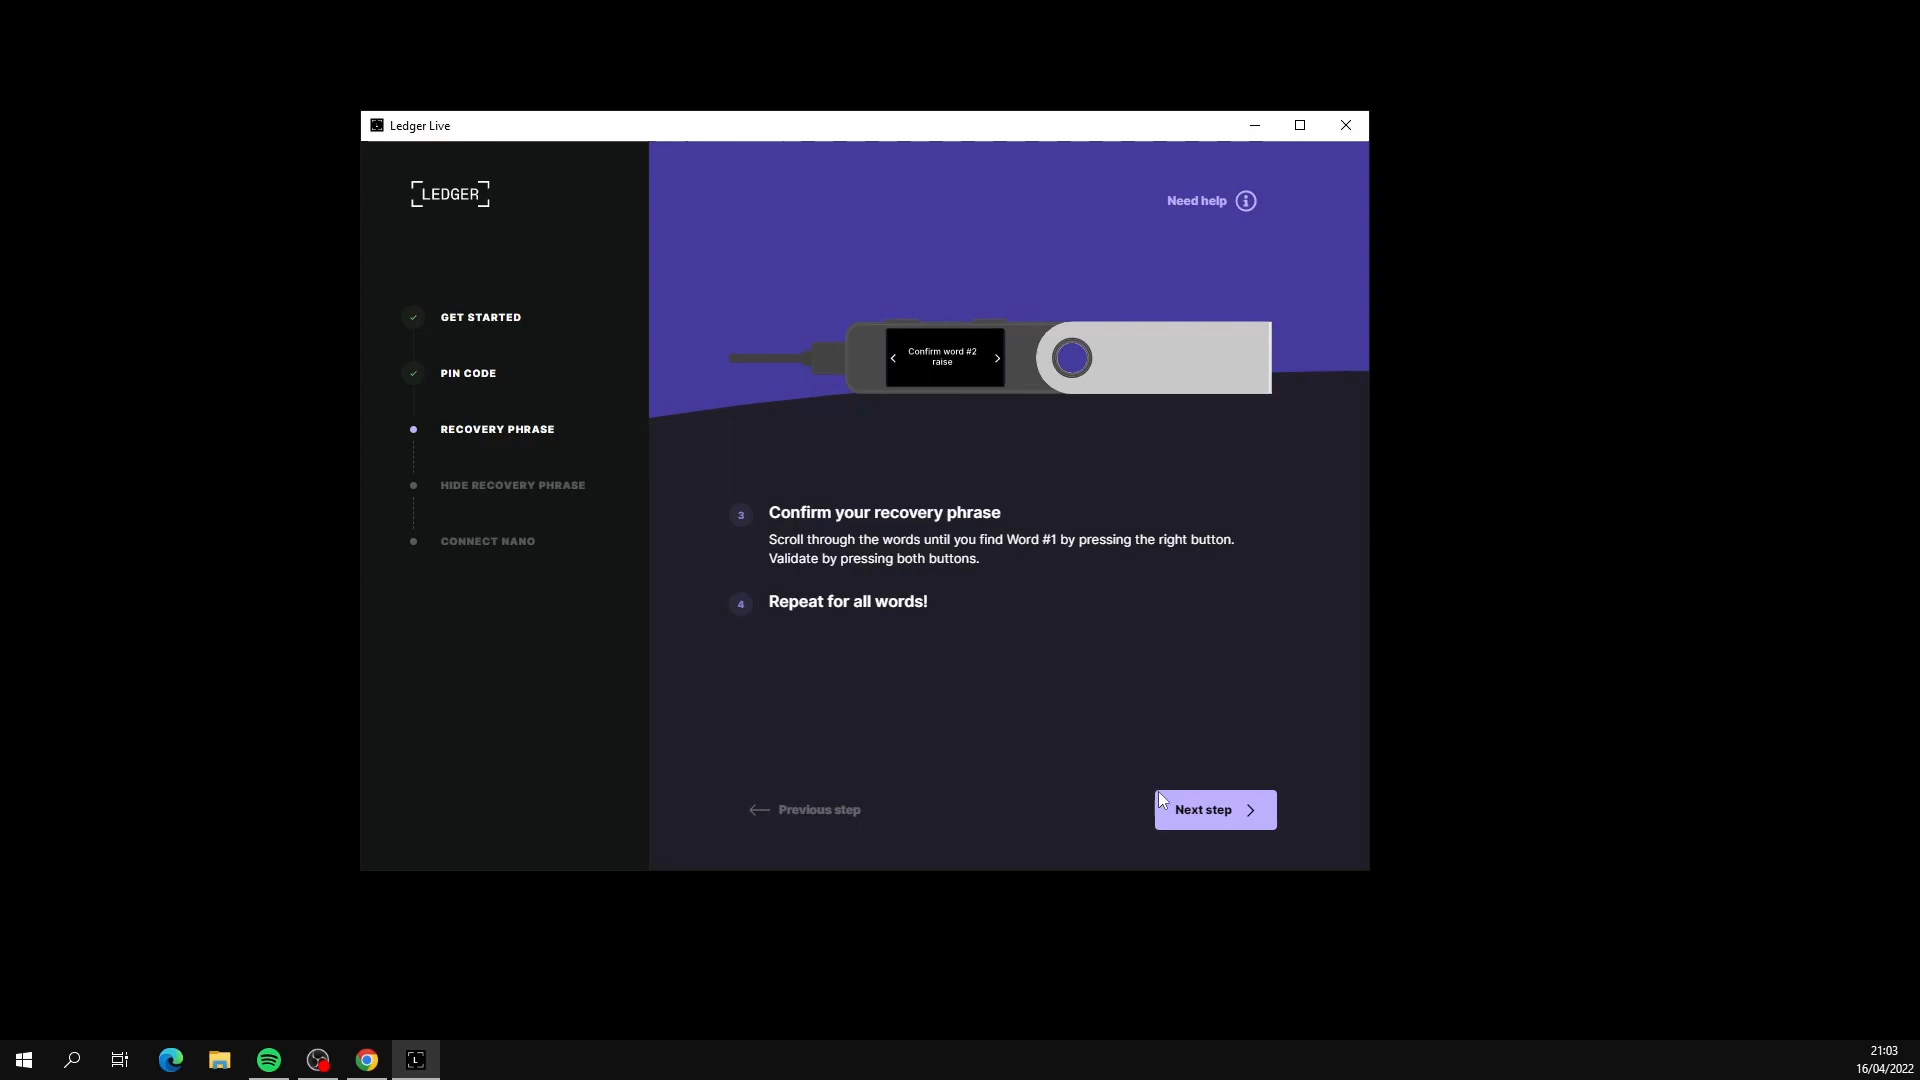 Ledger Live
LEDGER
Need help
GET STARTED
PIN CODE
RECOVERY PHRASE
HIDE RECOVERY PHRASE
CONNECT NANO
Confirm word #2
raise
3
Confirm your recovery phrase
Scroll through the words until you find Word #1 by pressing the right button.
Validate by pressing both buttons.
4
Repeat for all words!
Previous step
Next step
21:03
16/04/2022